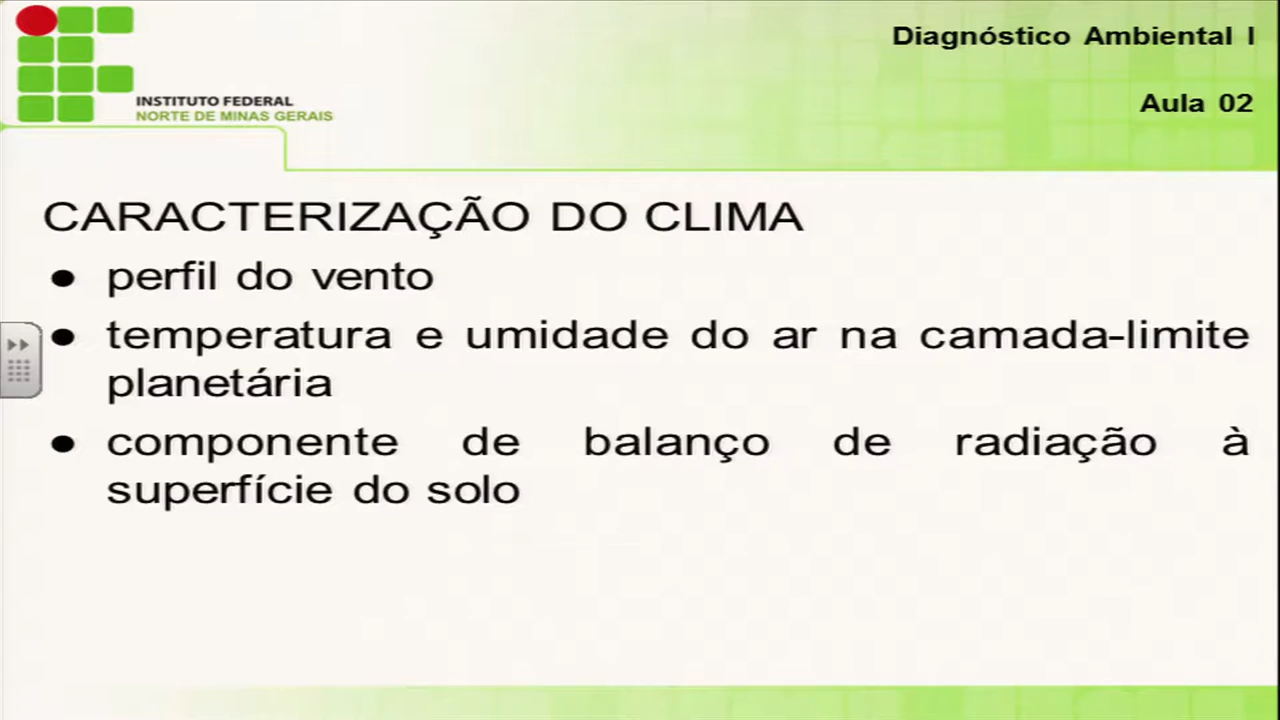 INSTITUTO FEDERAL
NORTE DE MINAS GERAIS
Diagnóstico Ambiental I
Aula 02
CARACTERIZAÇÃO DO CLIMA
● perfil do vento
● temperatura e umidade do ar na camada-limite
planetária
● componente de balanço de radiação à
superfície do solo